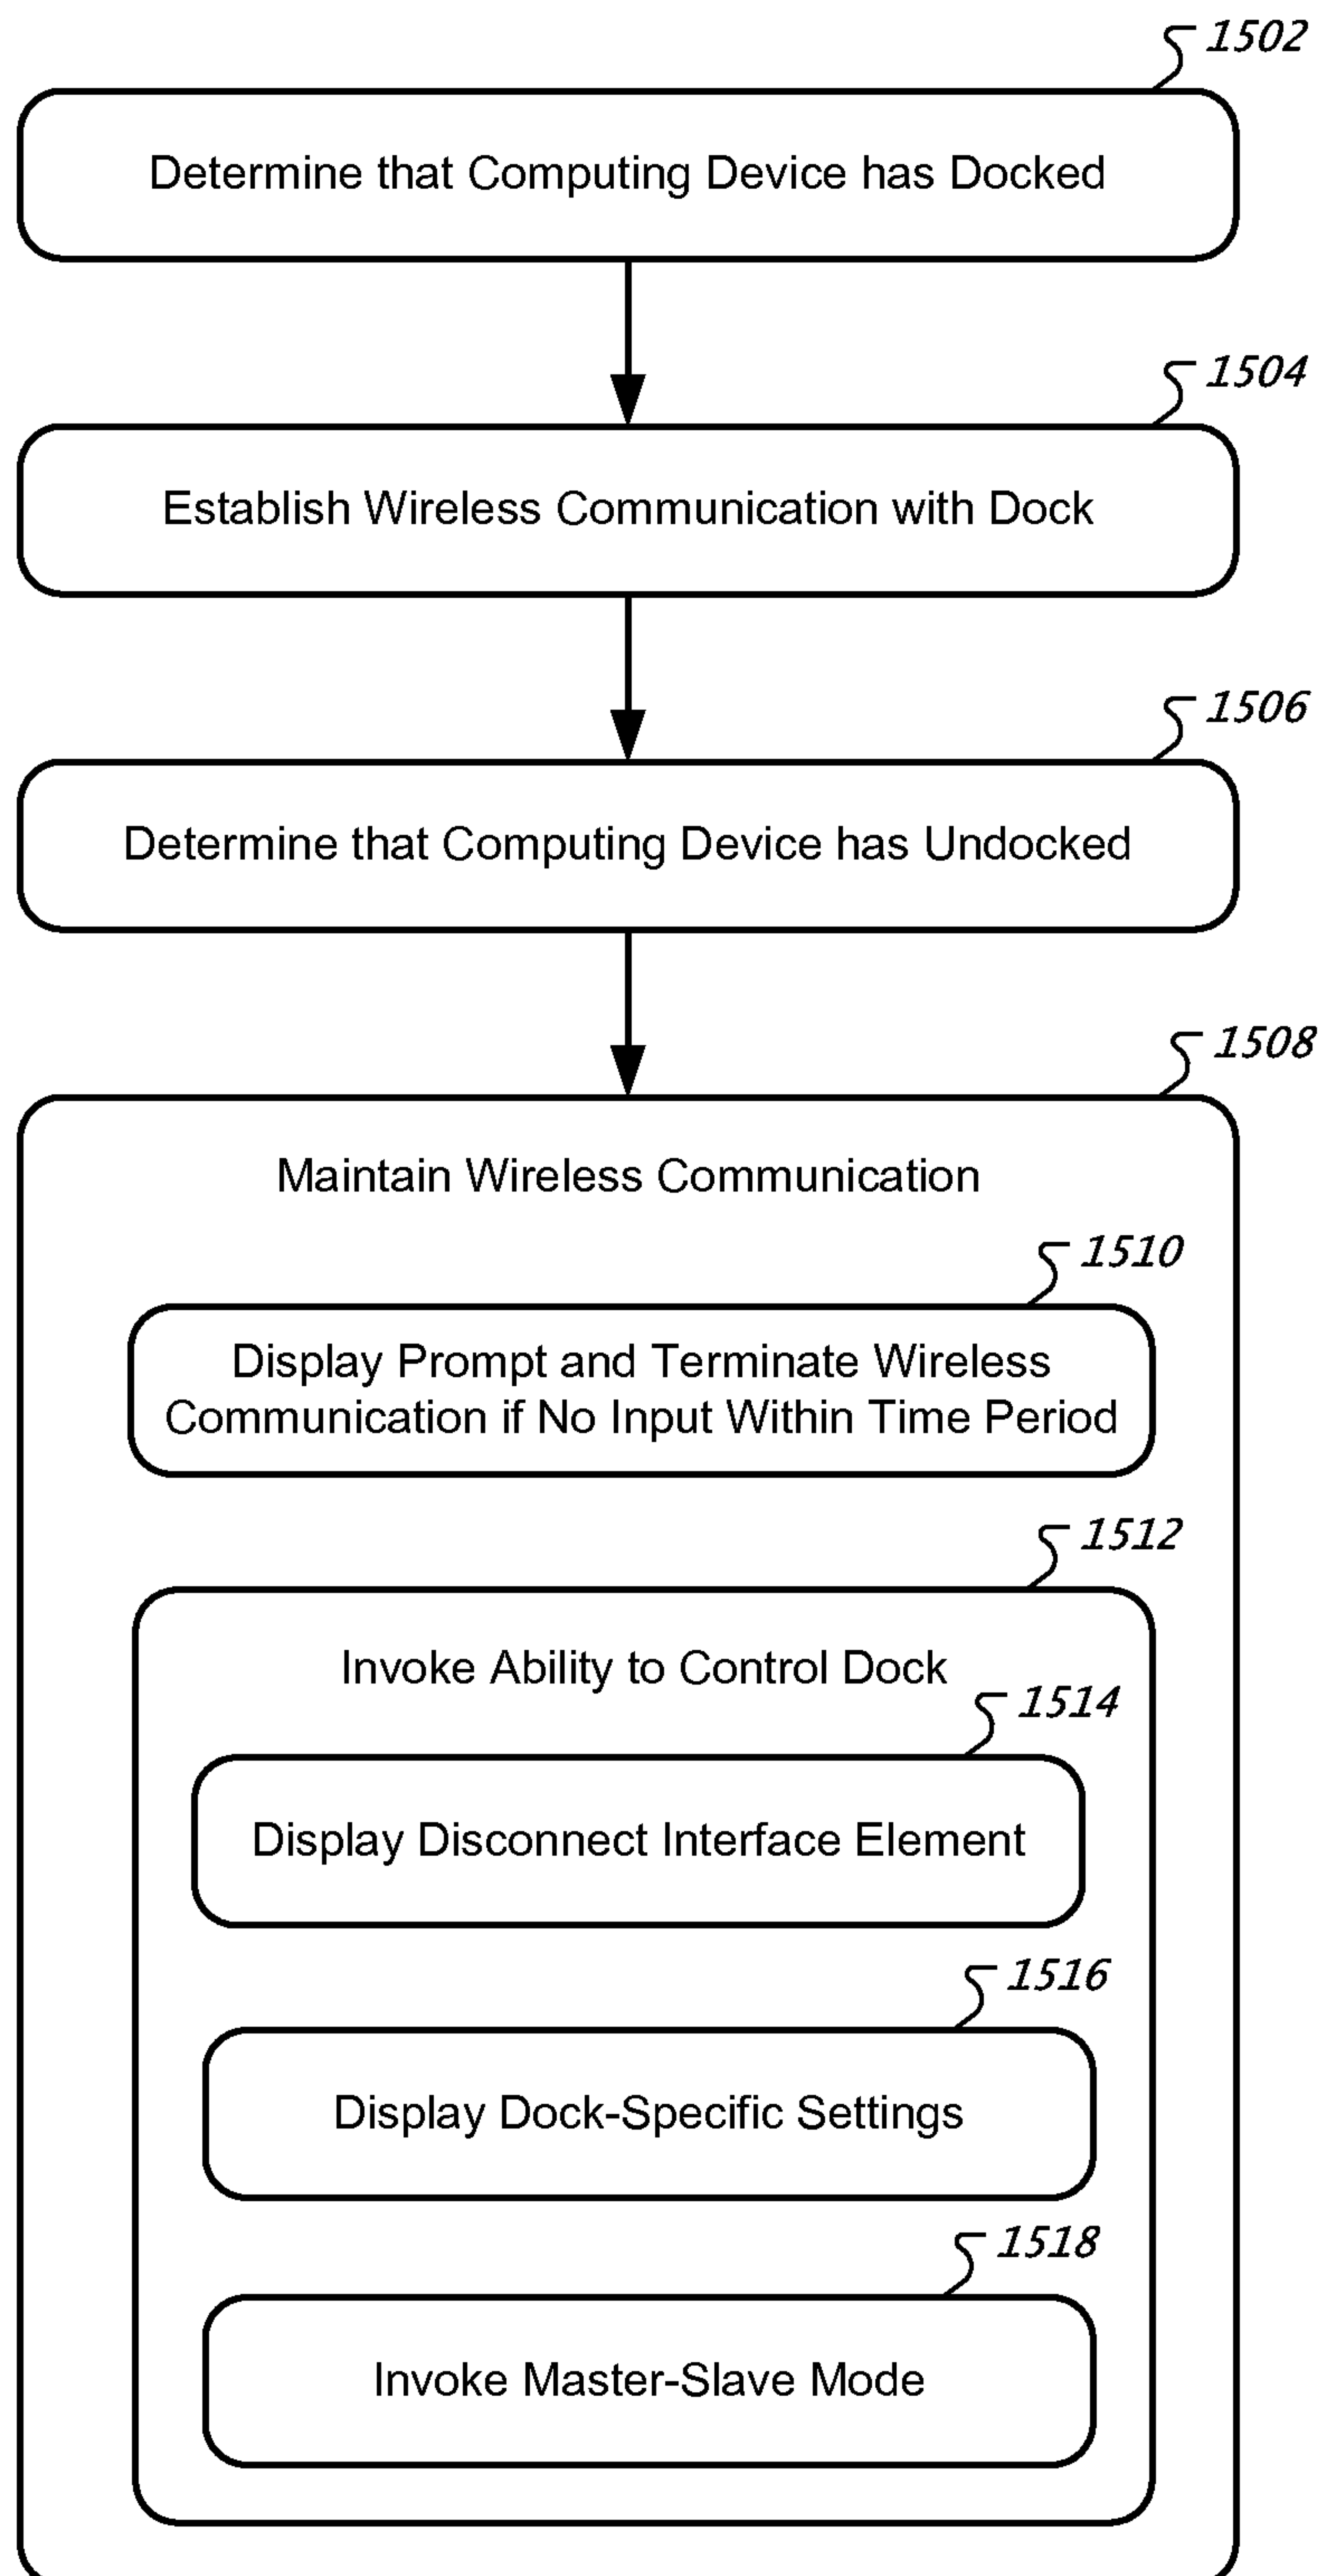 1502
Determine that Computing Device has Docked
1504
Establish Wireless Communication with Dock
1506
Determine that Computing Device has Undocked
1508
Maintain Wireless Communication
1510
Display Prompt and Terminate Wireless
Communication if No Input Within Time Period
1512
Invoke Ability to Control Dock
1514
Display Disconnect Interface Element
1516
Display Dock-Specific Settings
1518
Invoke Master-Slave Mode